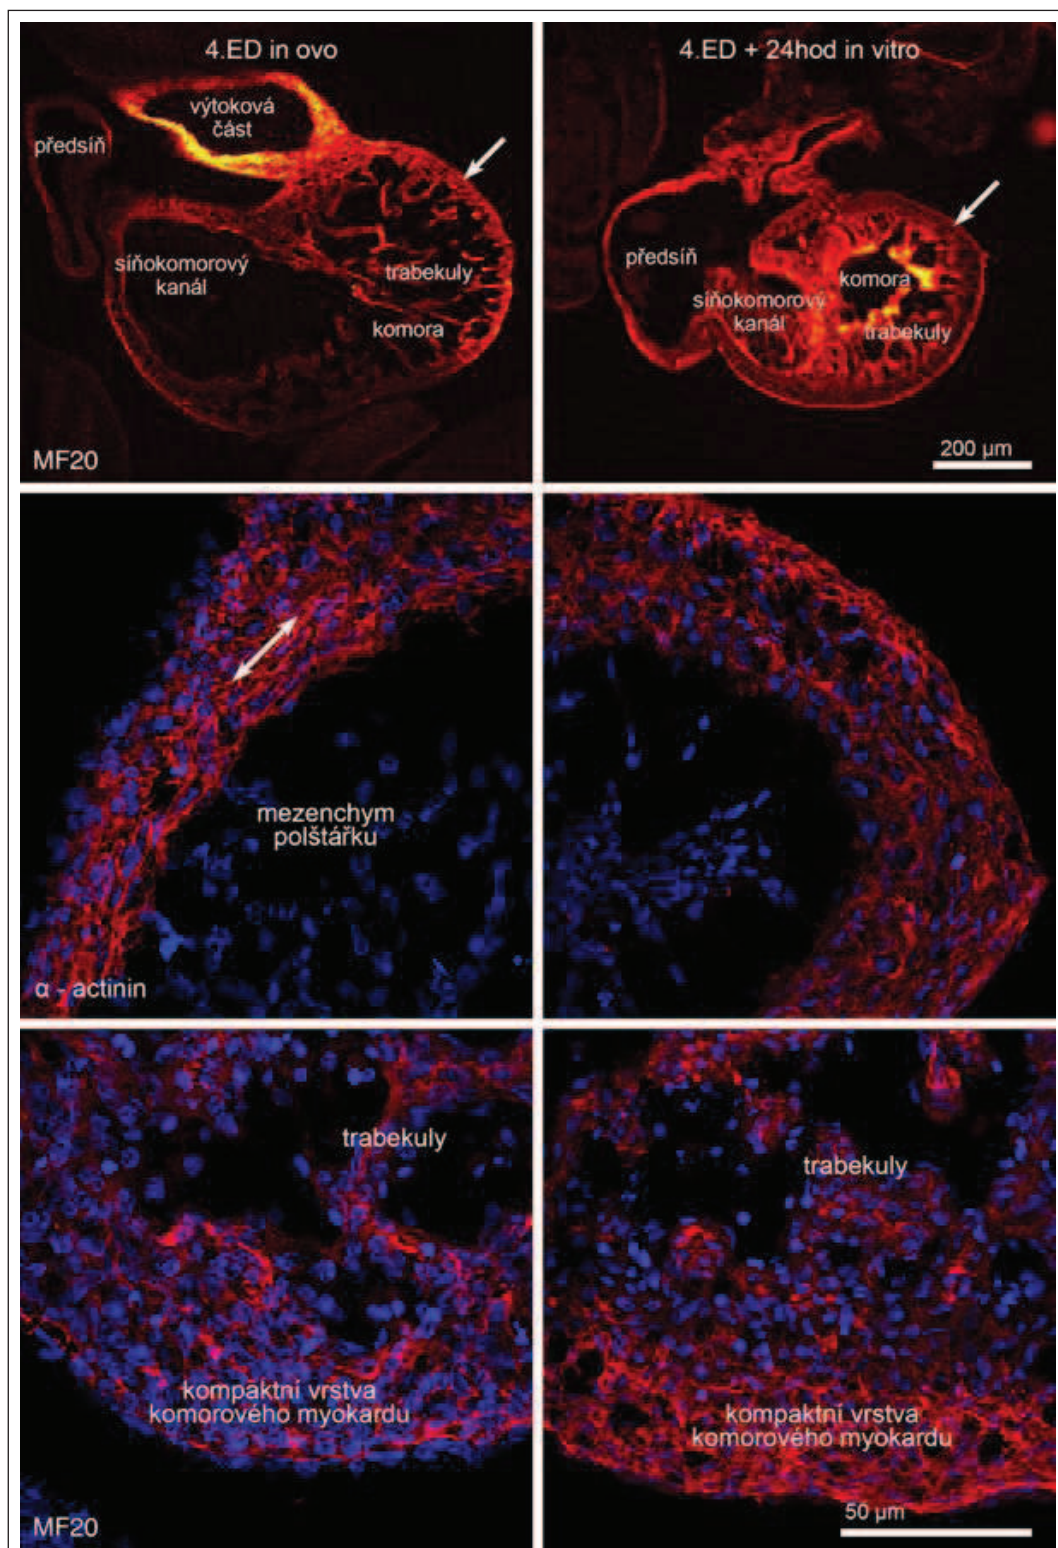 4.ED in ovo
výtoková
část
předsíň
síňokomorový
kanál
trabekuly
komora
MF20
4.ED + 24hod in vitro
předsíň
komora
síňokomorový
kanál
trabekuly
200 µm
mezenchym
polštářku
α - actinin
trabekuly
kompaktní vrstva
komorového myokardu
MF20
trabekuly
kompaktní vrstva
komorového myokardu
50 µm